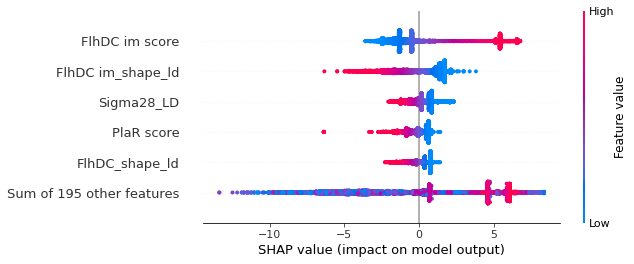 High
FlhDC im score
FlhDC im_shape_ld
Sigma28_LD
PlaR score
FlhDC_shape_ld
Sum of 195 other features
Feature value
Low
−10
−5
0
5
SHAP value (impact on model output)